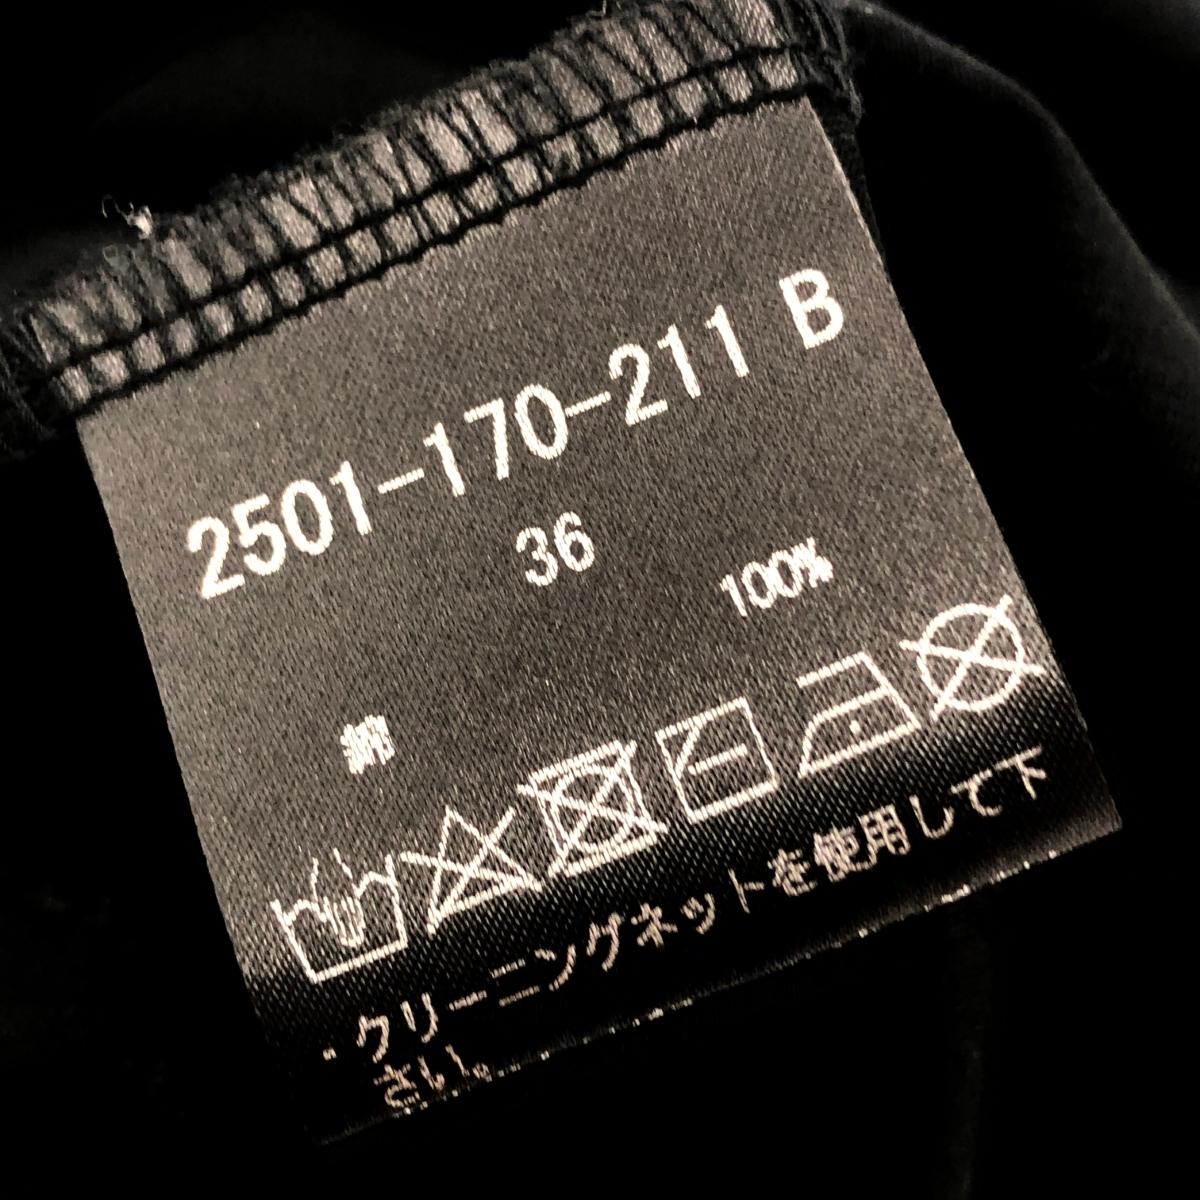 2501-170-211 B
36
綿 100%
・クリーニングネットを使用して下
さい。